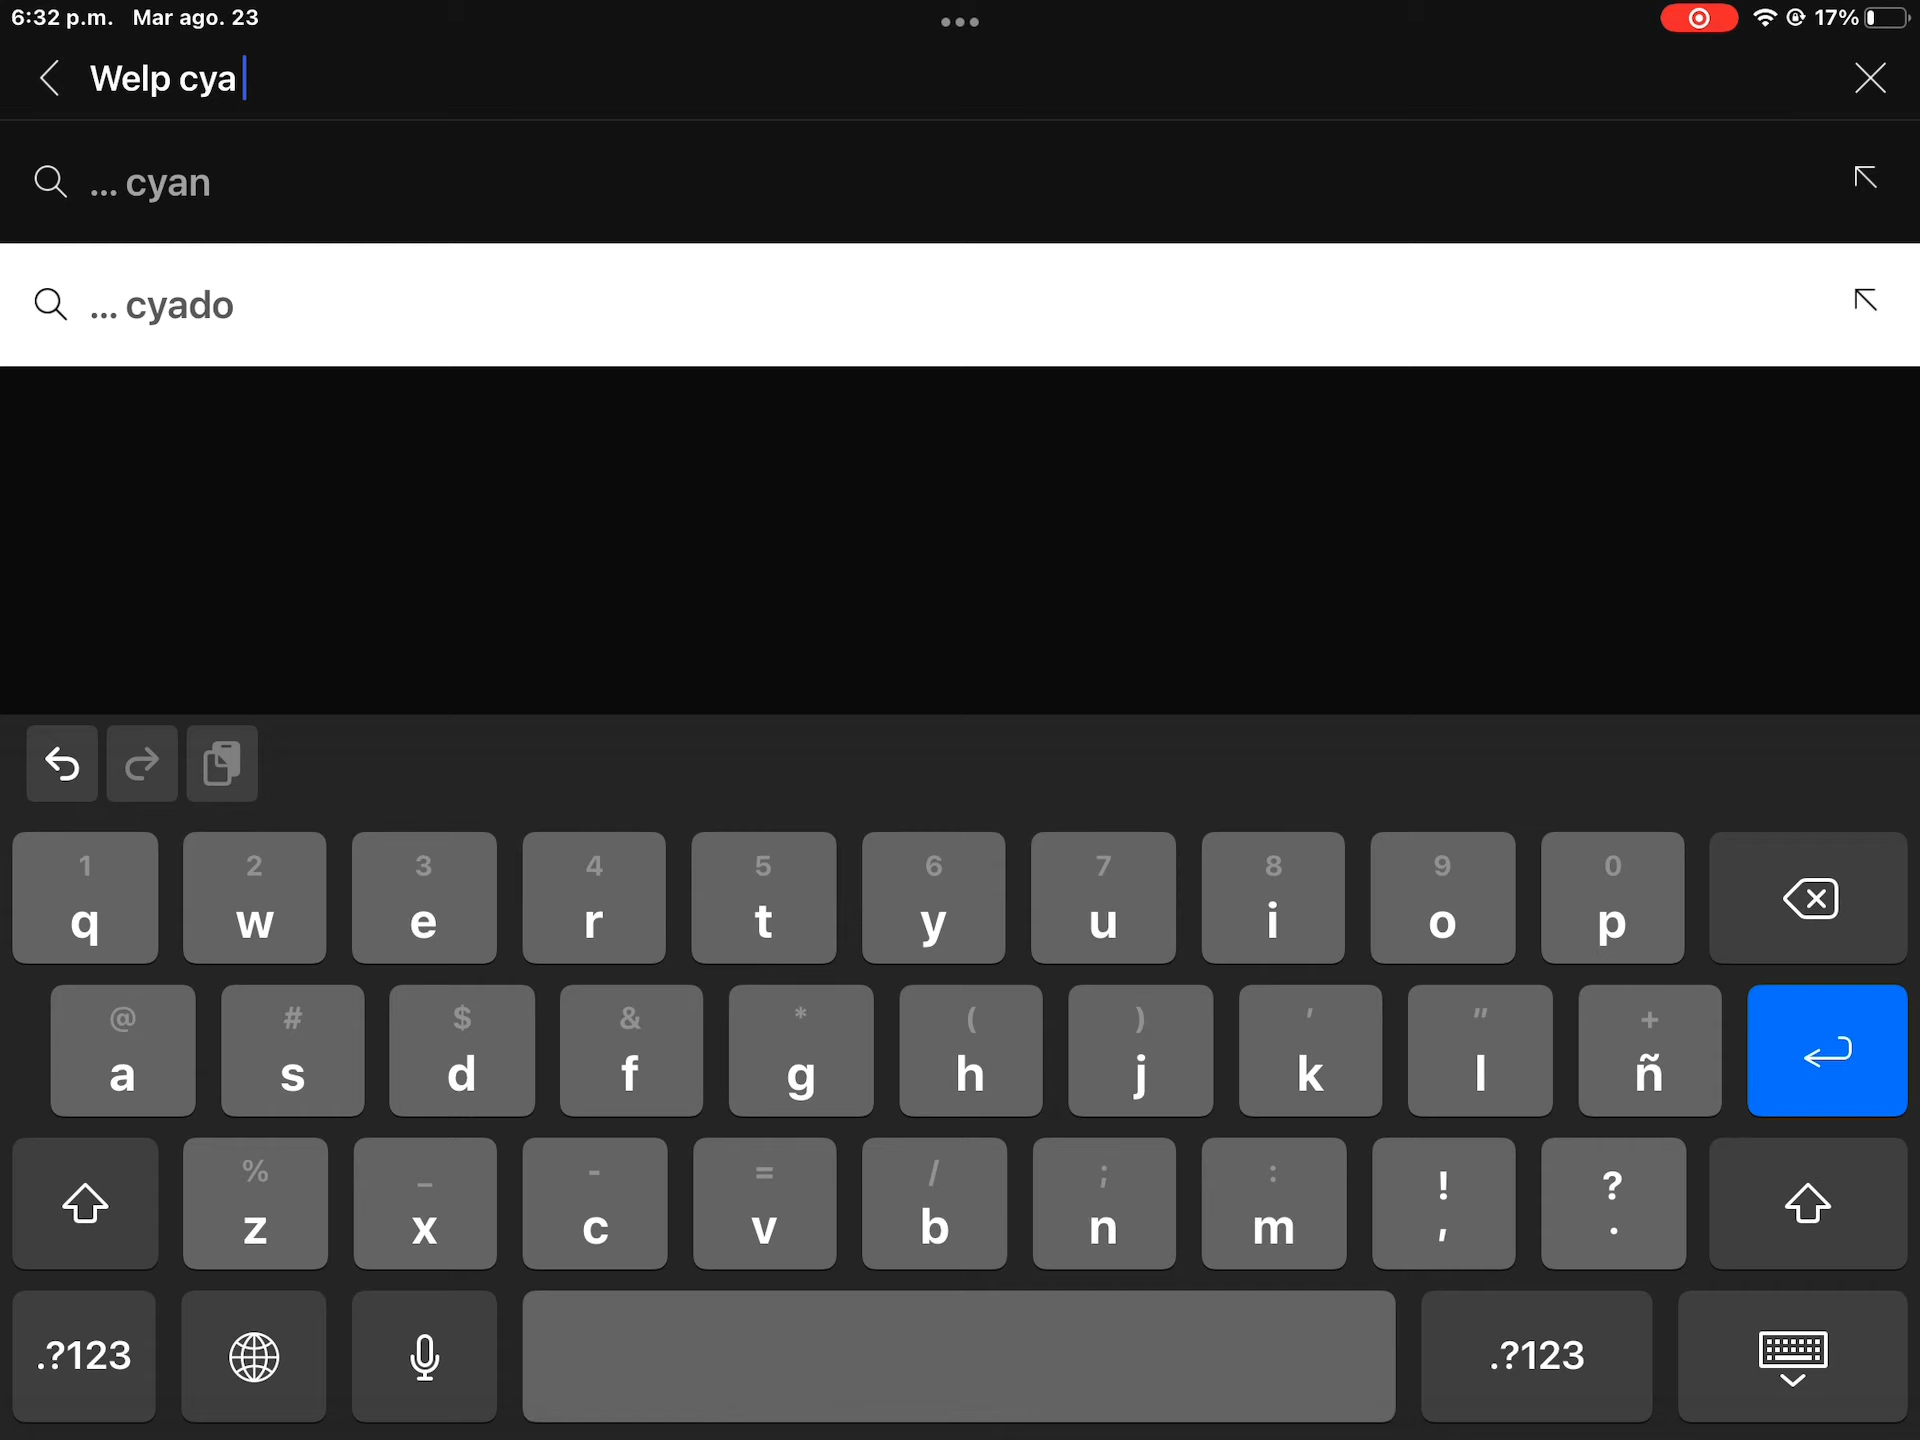 6:32 p.m. Mar ago. 23 17%
Welp cya
... cyan
... cyado
1 2 3 4 5 6 7 8 9 0
q w e r t y u i o p
@ # $ & * ( ) ' " +
a s d f g h j k l ñ
% _ - = / ; : ! ?
z x c v b n m , .
.?123 .?123